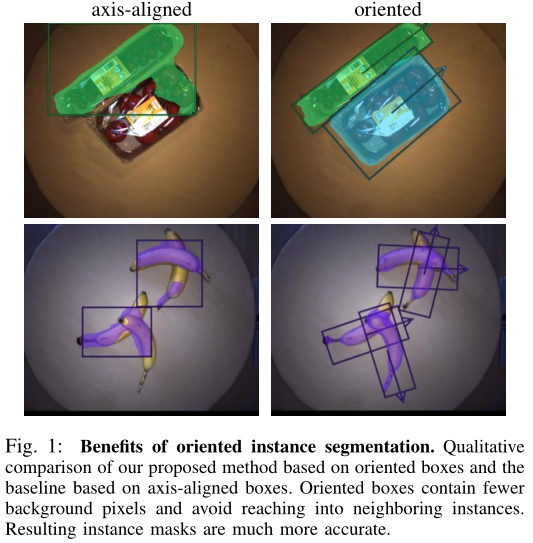 axis-aligned oriented
Fig. 1: Benefits of oriented instance segmentation. Qualitative
comparison of our proposed method based on oriented boxes and the
baseline based on axis-aligned boxes. Oriented boxes contain fewer
background pixels and avoid reaching into neighboring instances.
Resulting instance masks are much more accurate.